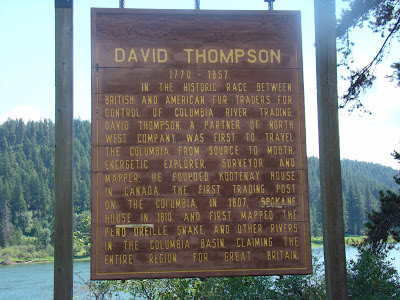 DAVID THOMPSON
1770 - 1857
IN THE HISTORIC RACE BETWEEN
BRITISH AND AMERICAN FUR TRADERS FOR
CONTROL OF COLUMBIA RIVER TRADING,
DAVID THOMPSON A PARTNER OF NORTH
WEST COMPANY WAS FIRST TO TRAVEL
THE COLUMBIA FROM SOURCE TO MOUTH.
ENERGETIC EXPLORER, SURVEYOR AND
MAPPER, HE FOUNDED KOOTENAY HOUSE
IN CANADA THE FIRST TRADING POST
ON THE COLUMBIA, IN 1807, SPOKANE
HOUSE IN 1810, AND FIRST MAPPED THE
PEND OREILLE SNAKE, AND OTHER RIVERS
IN THE COLUMBIA BASIN, CLAIMING THE
ENTIRE REGION FOR GREAT BRITAIN.